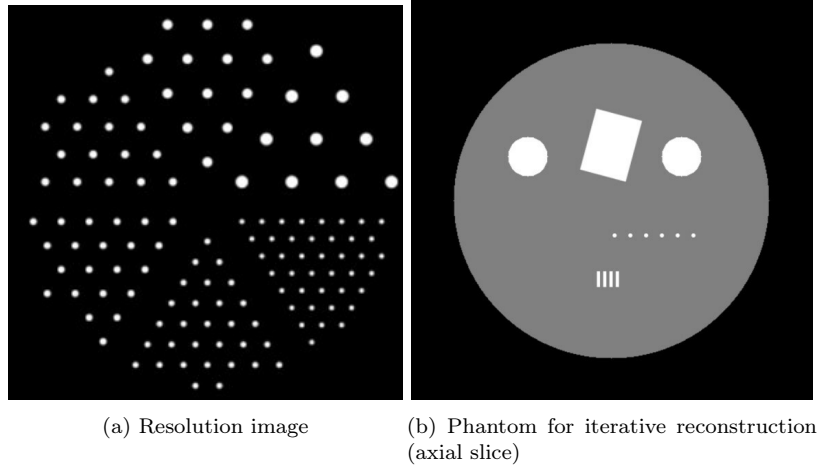 (a) Resolution image
(b) Phantom for iterative reconstruction
(axial slice)